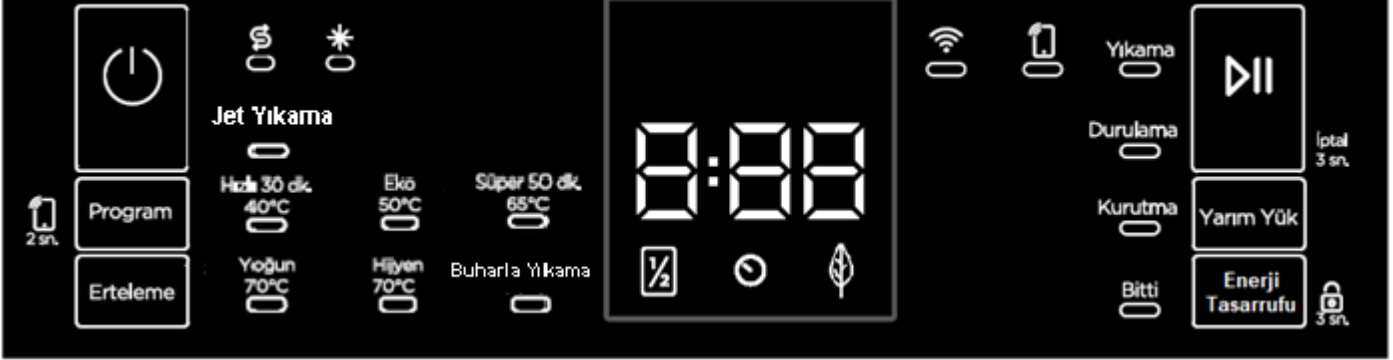 Jet Yıkama
Hızlı 30 dk.
40°C
Eko
50°C
Süper 50 dk.
65°C
Yoğun
70°C
Hijyen
70°C
Buharla Yıkama
Program
2 sn.
Erteleme
8:88
1/2
Yıkama
Durulama
Kurutma
Bitti
İptal
3 sn.
Yarım Yük
Enerji
Tasarrufu
3 sn.